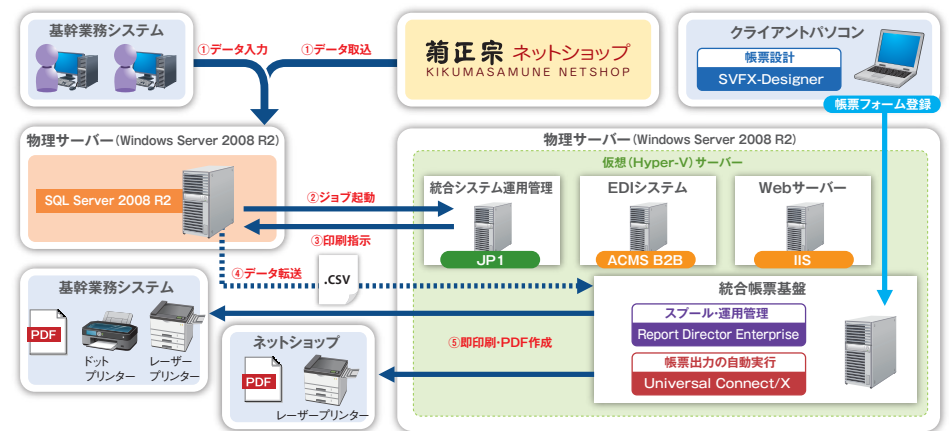 基幹業務システム
①データ入力
①データ取込
菊正宗 ネットショップ
KIKUMASAMUNE NETSHOP
クライアントパソコン
帳票設計
SVFX-Designer
帳票フォーム登録
物理サーバー(Windows Server 2008 R2)
SQL Server 2008 R2
②ジョブ起動
③印刷指示
④データ転送
.CSV
物理サーバー(Windows Server 2008 R2)
仮想(Hyper-V)サーバー
統合システム運用管理
JP1
EDIシステム
ACMS B2B
Webサーバー
IIS
統合帳票基盤
スプール・運用管理
Report Director Enterprise
帳票出力の自動実行
Universal Connect/X
⑤即印刷・PDF作成
基幹業務システム
PDF
ドット
プリンター
レーザー
プリンター
ネットショップ
PDF
レーザープリンター